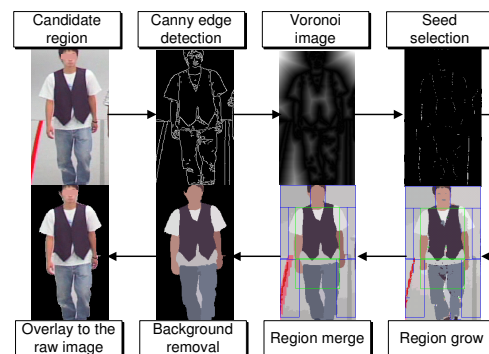 Candidate
region
Canny edge
detection
Voronoi
image
Seed
selection
Overlay to the
raw image
Background
removal
Region merge
Region grow